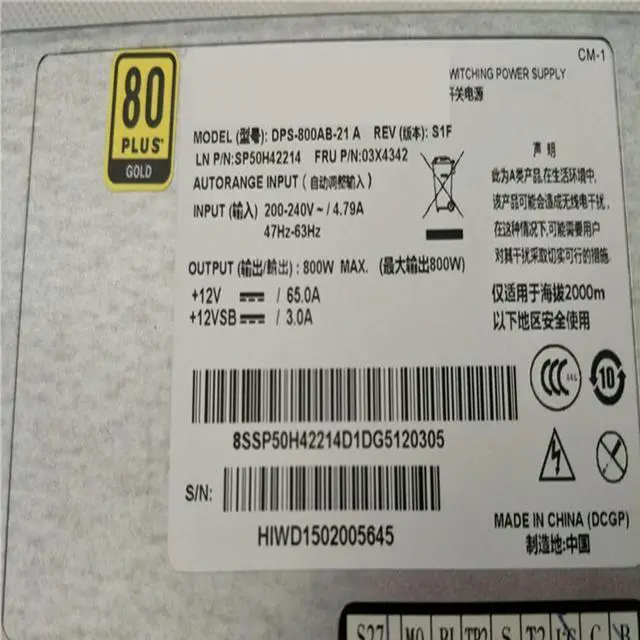 CM-1
80
PLUS
GOLD
WITCHING POWER SUPPLY
开关电源
MODEL (型号): DPS-800AB-21 A REV (版本): S1F
LN P/N:SP50H42214 FRU P/N:03X4342
AUTORANGE INPUT (自动调整输入)
INPUT (输入) 200-240V~ / 4.79A
47Hz-63Hz
OUTPUT (输出/輸出) : 800W MAX. (最大输出800W)
+12V / 65.0A
+12VSB / 3.0A
声 明
此为A类产品,在生活环境中,
该产品可能会造成无线电干扰,
在这种情况下,可能需要用户
对其干扰采取切实可行的措施.
仅适用于海拔2000m
以下地区安全使用
10
8SSP50H42214D1DG5120305
S/N:
HIWD1502005645
MADE IN CHINA (DCGP)
制造地:中国
S27 M0 TP2 S T2 C